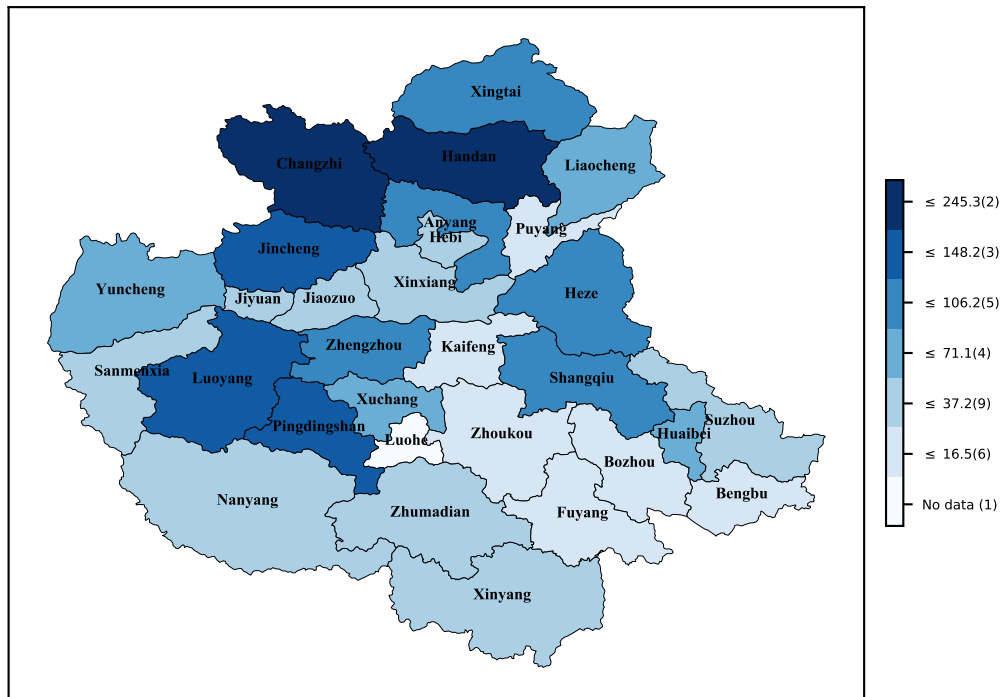 Xingtai
Changzhi
Handan
Liaocheng
Anyang
Puyang
Hebi
Jincheng
Xinxiang
Yuncheng
Jiyuan
Jiaozuo
Heze
Zhengzhou
Kaifeng
Sanmenxia
Luoyang
Shangqiu
Xuchang
Pingdingshan
Luohe
Zhoukou
Huaibei
Suzhou
Bozhou
Nanyang
Zhumadian
Fuyang
Bengbu
Xinyang
≤ 245.3(2)
≤ 148.2(3)
≤ 106.2(5)
≤ 71.1(4)
≤ 37.2(9)
≤ 16.5(6)
No data (1)